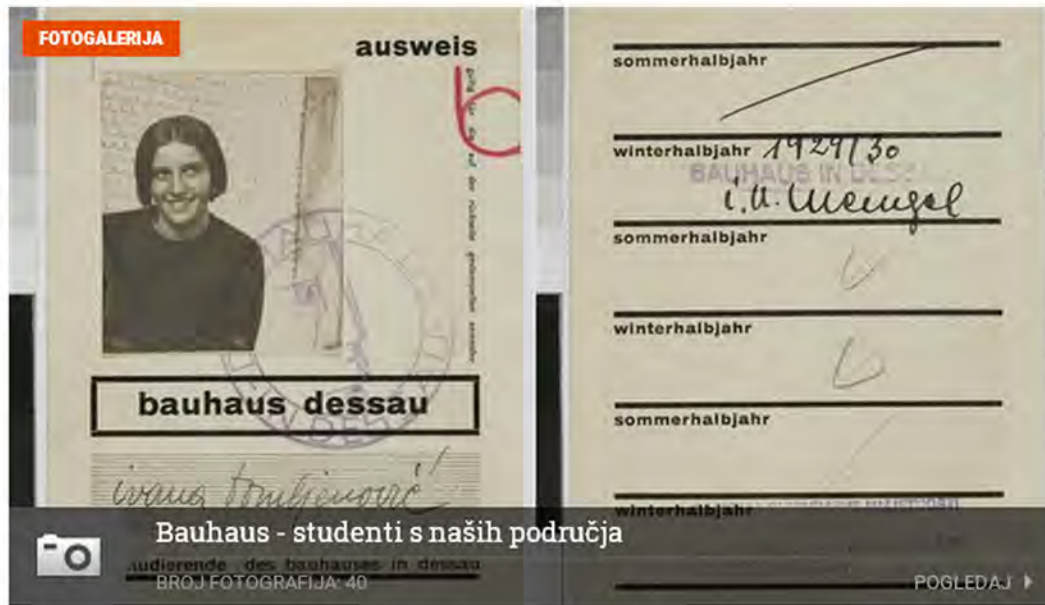 FOTOGALERIJA
ausweis
bauhaus dessau
ivana tomljenović
studierende des bauhauses in dessau
sommerhalbjahr
winterhalbjahr 1929/30
BAUHAUS IN DESSAU
sommerhalbjahr
winterhalbjahr
sommerhalbjahr
winterhalbjahr
Bauhaus - studenti s naših područja
BROJ FOTOGRAFIJA: 40
POGLEDAJ